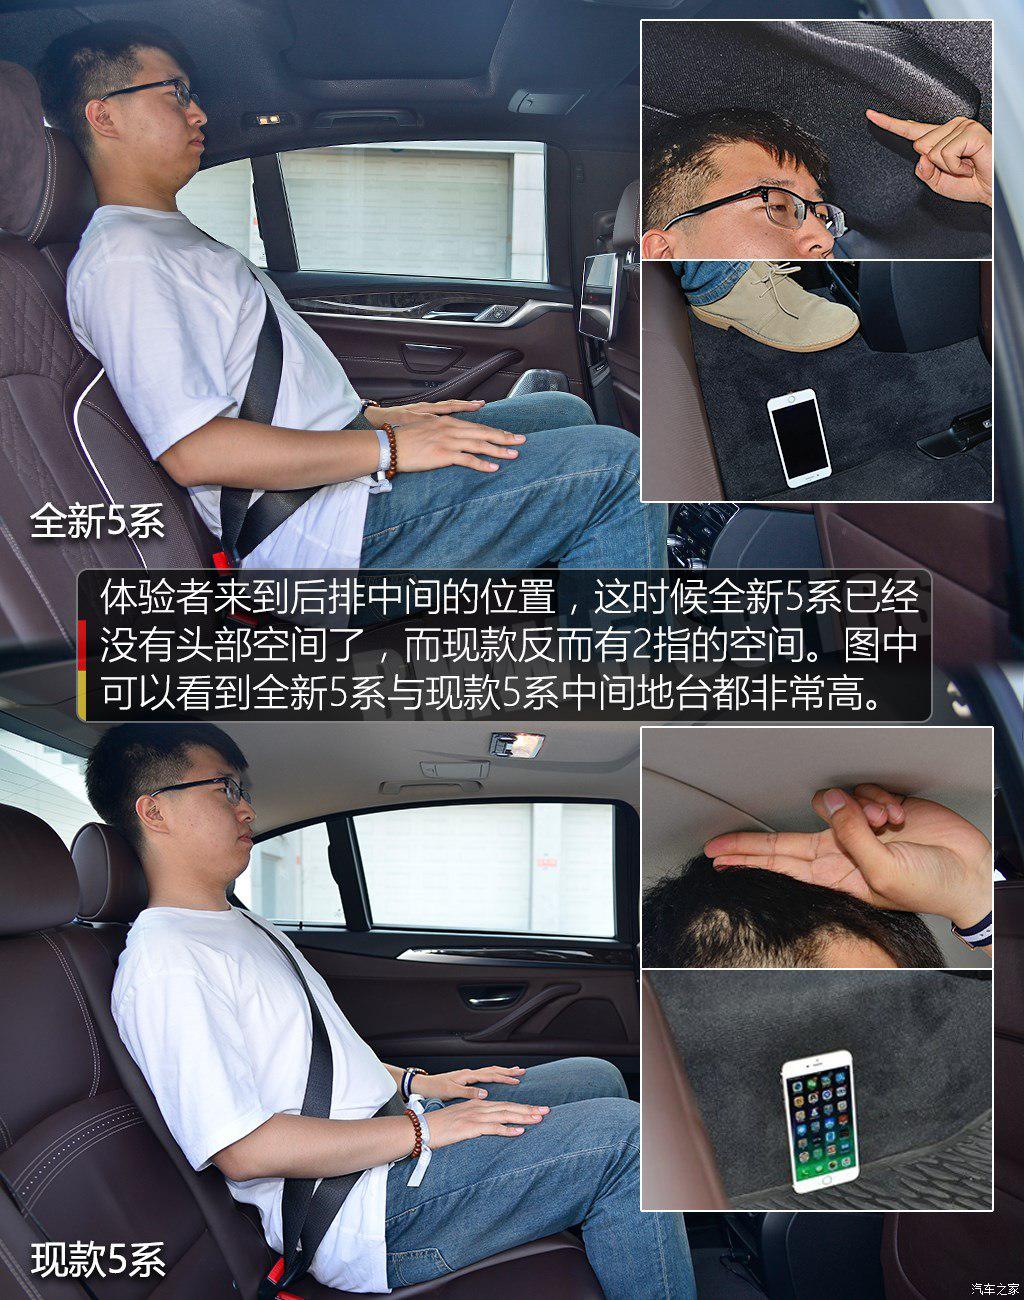 全新5系
体验者来到后排中间的位置，这时候全新5系已经
没有头部空间了，而现款反而有2指的空间。图中
可以看到全新5系与现款5系中间地台都非常高。
现款5系
汽车之家